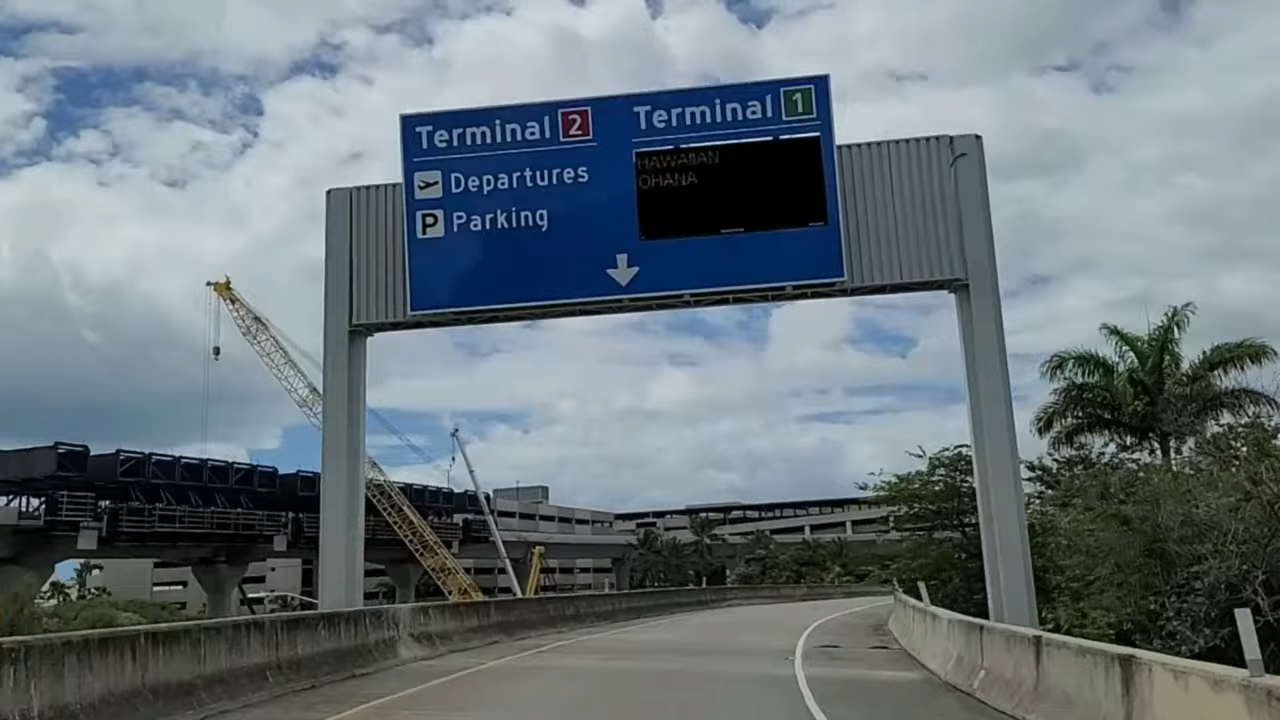 Terminal 2
Departures
P Parking
Terminal 1
HAWAIIAN
OHANA